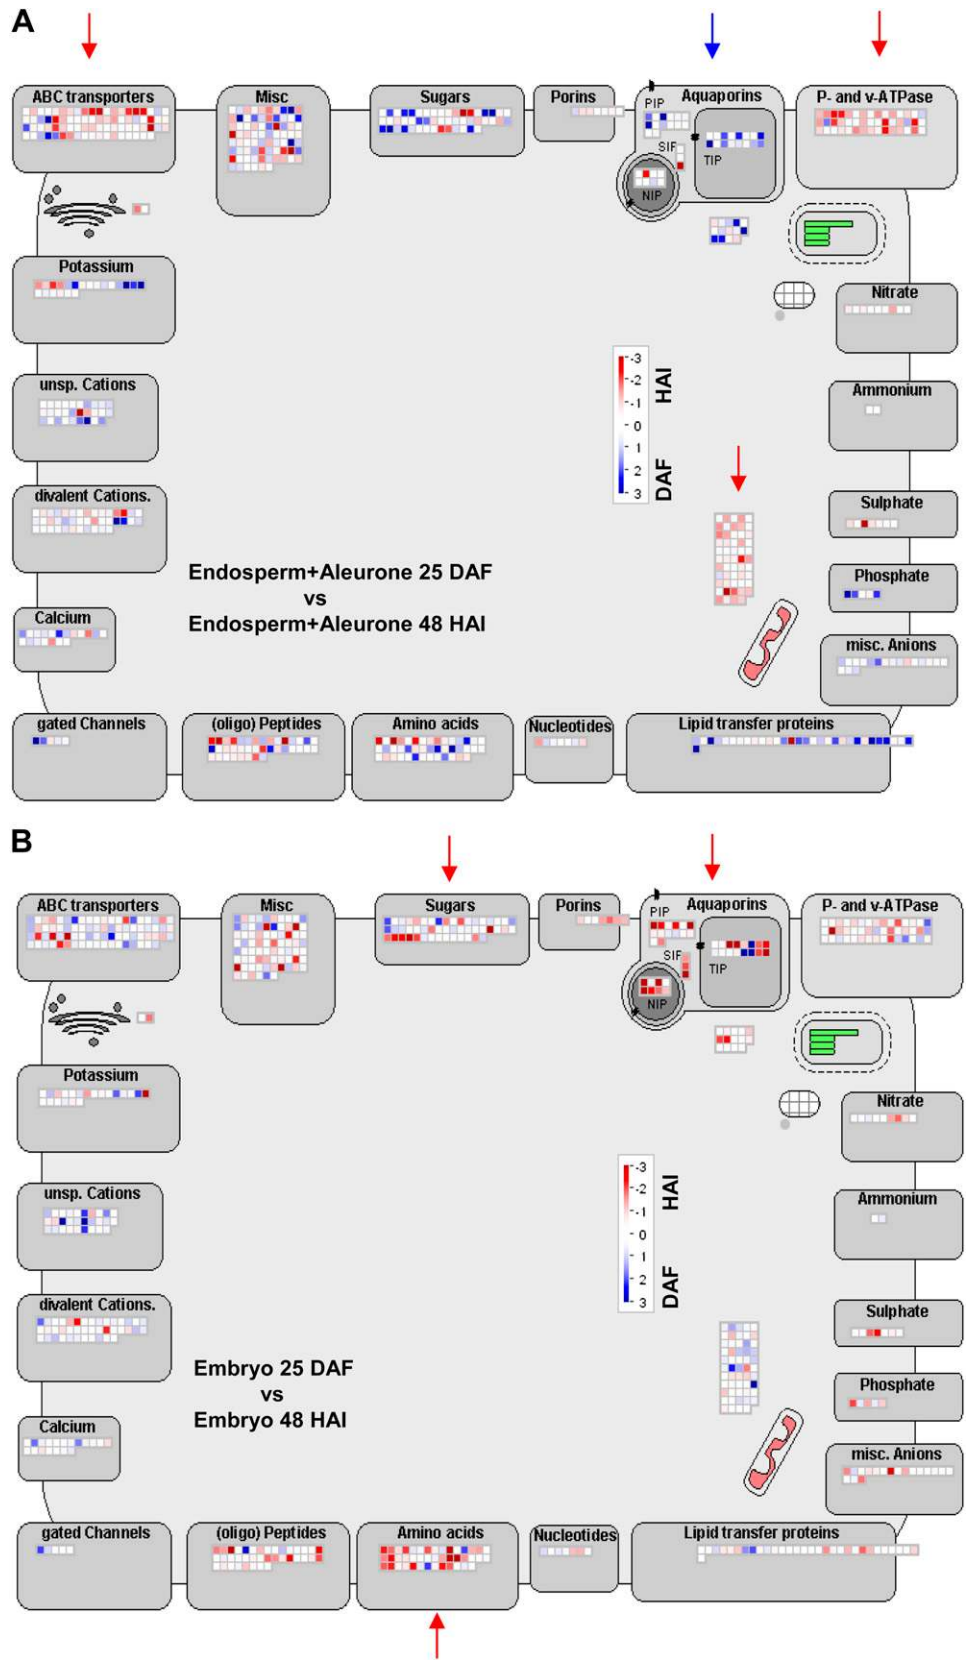 A
ABC transporters
Misc
Sugars
Porins
PIP
Aquaporins
P- and v-ATPase
SIP
TIP
NIP
Potassium
Nitrate
unsp. Cations
Ammonium
-3
-2
-1
0
1
2
3
HAI
DAF
divalent Cations.
Sulphate
Endosperm+Aleurone 25 DAF
vs
Endosperm+Aleurone 48 HAI
Phosphate
Calcium
misc. Anions
gated Channels
(oligo) Peptides
Amino acids
Nucleotides
Lipid transfer proteins
B
ABC transporters
Misc
Sugars
Porins
PIP
Aquaporins
P- and v-ATPase
SIP
TIP
NIP
Potassium
Nitrate
unsp. Cations
Ammonium
-3
-2
-1
0
1
2
3
HAI
DAF
divalent Cations.
Sulphate
Embryo 25 DAF
vs
Embryo 48 HAI
Phosphate
Calcium
misc. Anions
gated Channels
(oligo) Peptides
Amino acids
Nucleotides
Lipid transfer proteins